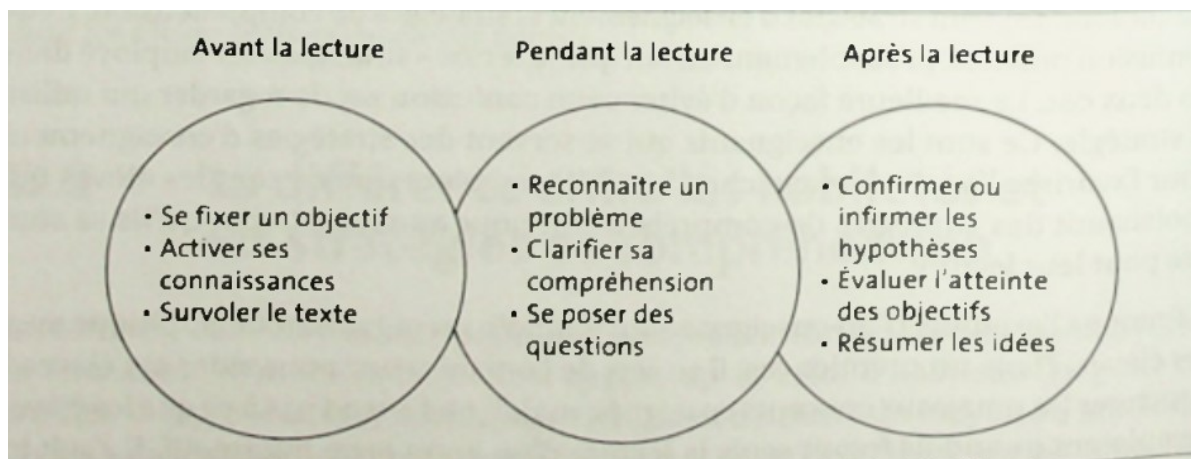 Avant la lecture
Pendant la lecture
Après la lecture
• Se fixer un objectif
• Activer ses
connaissances
• Survoler le texte
• Reconnaître un
problème
• Clarifier sa
compréhension
• Se poser des
questions
• Confirmer ou
infirmer les
hypothèses
• Évaluer l'atteinte
des objectifs
• Résumer les idées